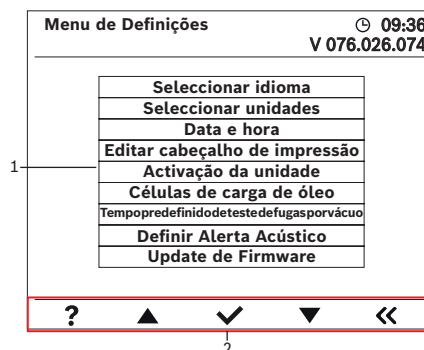 Menu de Definições
09:36
V 076.026.074
Seleccionar idioma
Seleccionar unidades
Data e hora
Editar cabeçalho de impressão
1
Activação da unidade
Células de carga de óleo
Tempopredefinidodetestedefugasporvácuo
Definir Alerta Acústico
Update de Firmware
?
2